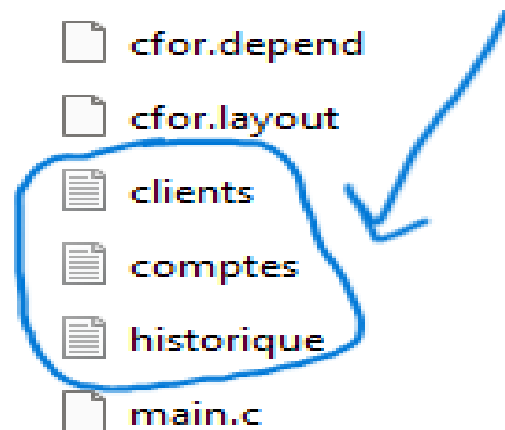 cfor.depend
cfor.layout
clients
comptes
historique
main.c